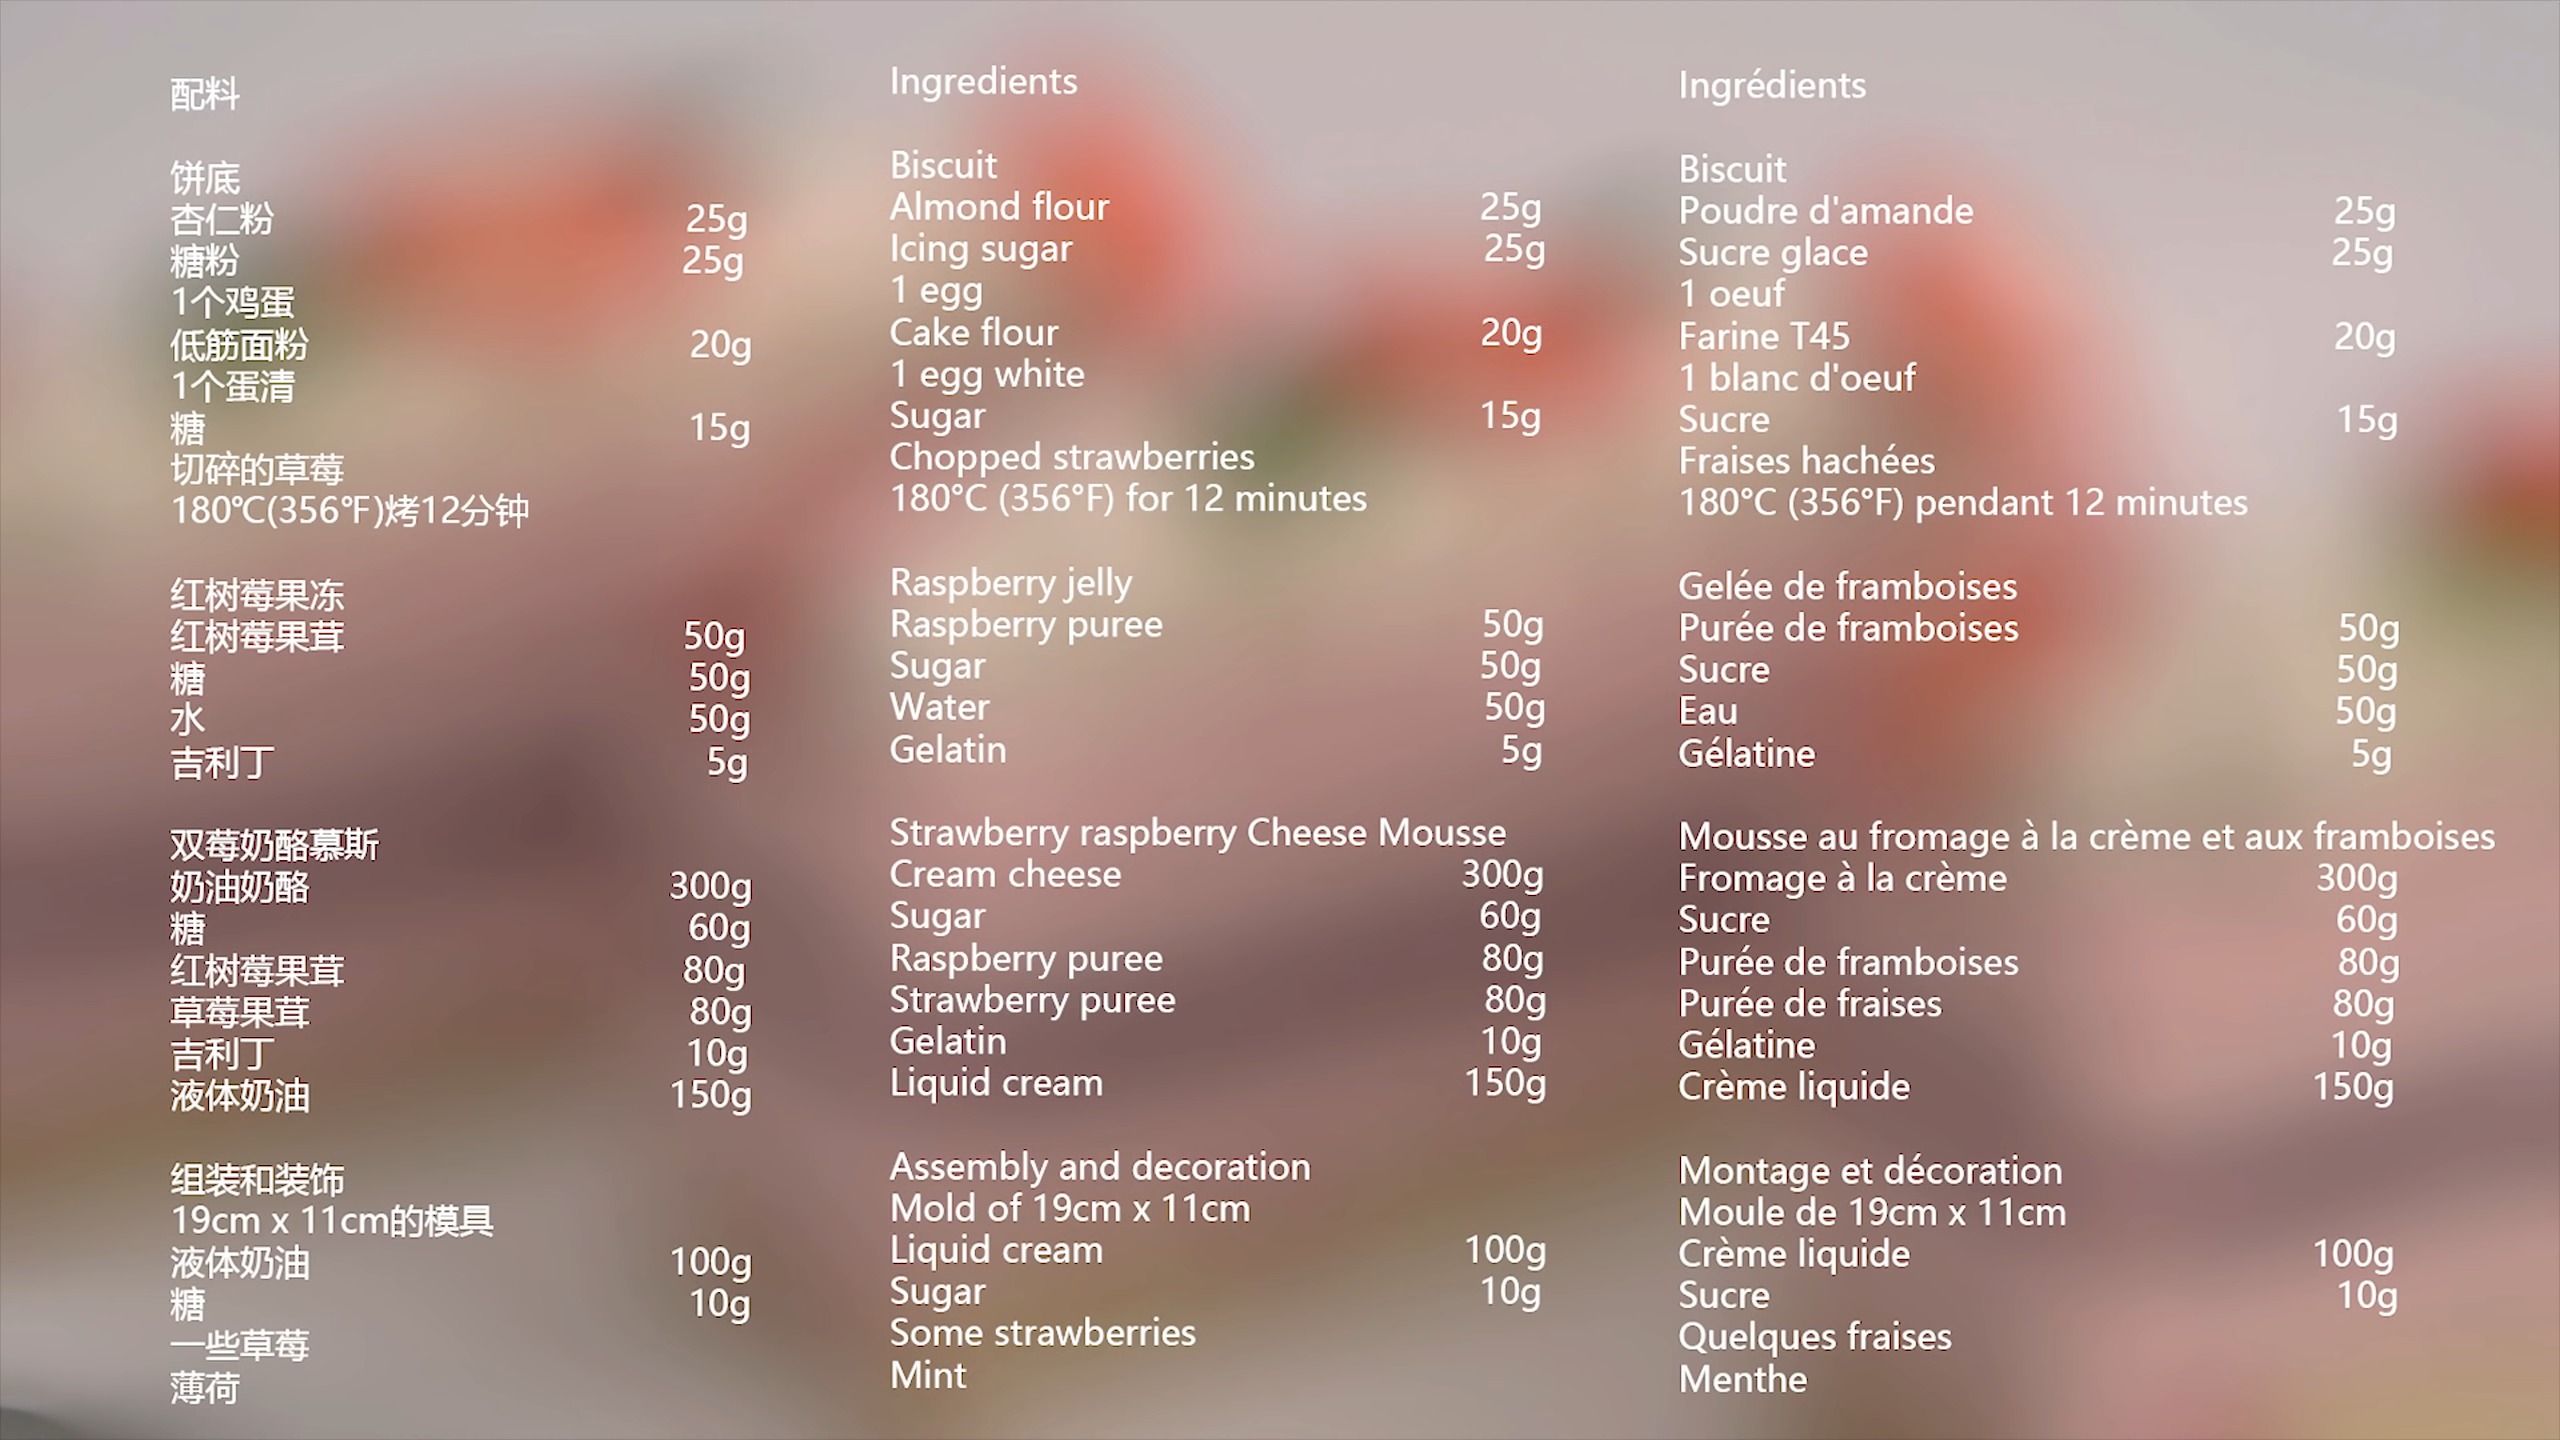 配料
饼底
杏仁粉 25g
糖粉 25g
1个鸡蛋
低筋面粉 20g
1个蛋清
糖 15g
切碎的草莓
180℃(356℉)烤12分钟
红树莓果冻
红树莓果茸 50g
糖 50g
水 50g
吉利丁 5g
双莓奶酪慕斯
奶油奶酪 300g
糖 60g
红树莓果茸 80g
草莓果茸 80g
吉利丁 10g
液体奶油 150g
组装和装饰
19cm x 11cm的模具
液体奶油 100g
糖 10g
一些草莓
薄荷
Ingredients
Biscuit
Almond flour 25g
Icing sugar 25g
1 egg
Cake flour 20g
1 egg white
Sugar 15g
Chopped strawberries
180°C (356°F) for 12 minutes
Raspberry jelly
Raspberry puree 50g
Sugar 50g
Water 50g
Gelatin 5g
Strawberry raspberry Cheese Mousse
Cream cheese 300g
Sugar 60g
Raspberry puree 80g
Strawberry puree 80g
Gelatin 10g
Liquid cream 150g
Assembly and decoration
Mold of 19cm x 11cm
Liquid cream 100g
Sugar 10g
Some strawberries
Mint
Ingrédients
Biscuit
Poudre d'amande 25g
Sucre glace 25g
1 oeuf
Farine T45 20g
1 blanc d'oeuf
Sucre 15g
Fraises hachées
180°C (356°F) pendant 12 minutes
Gelée de framboises
Purée de framboises 50g
Sucre 50g
Eau 50g
Gélatine 5g
Mousse au fromage à la crème et aux framboises
Fromage à la crème 300g
Sucre 60g
Purée de framboises 80g
Purée de fraises 80g
Gélatine 10g
Crème liquide 150g
Montage et décoration
Moule de 19cm x 11cm
Crème liquide 100g
Sucre 10g
Quelques fraises
Menthe